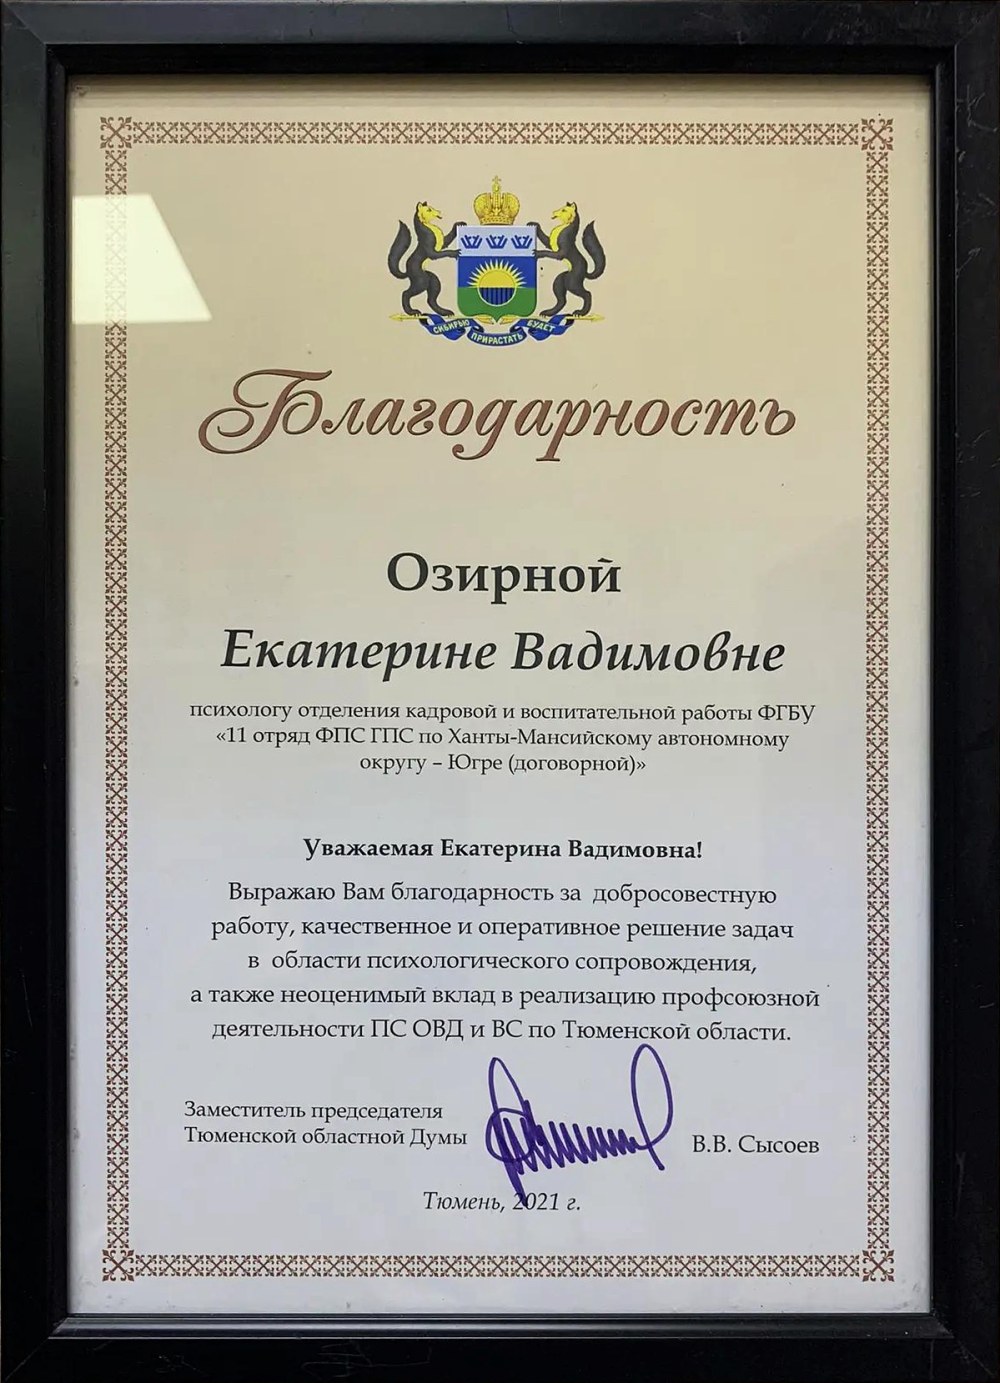 СИБИРЬЮ ПРИРАСТАТЬ БУДЕТ
Благодарность
Озирной
Екатерине Вадимовне
психологу отделения кадровой и воспитательной работы ФГБУ
«11 отряд ФПС ГПС по Ханты-Мансийскому автономному
округу – Югре (договорной)»
Уважаемая Екатерина Вадимовна!
Выражаю Вам благодарность за добросовестную
работу, качественное и оперативное решение задач
в области психологического сопровождения,
а также неоценимый вклад в реализацию профсоюзной
деятельности ПС ОВД и ВС по Тюменской области.
Заместитель председателя
Тюменской областной Думы
В.В. Сысоев
Тюмень, 2021 г.